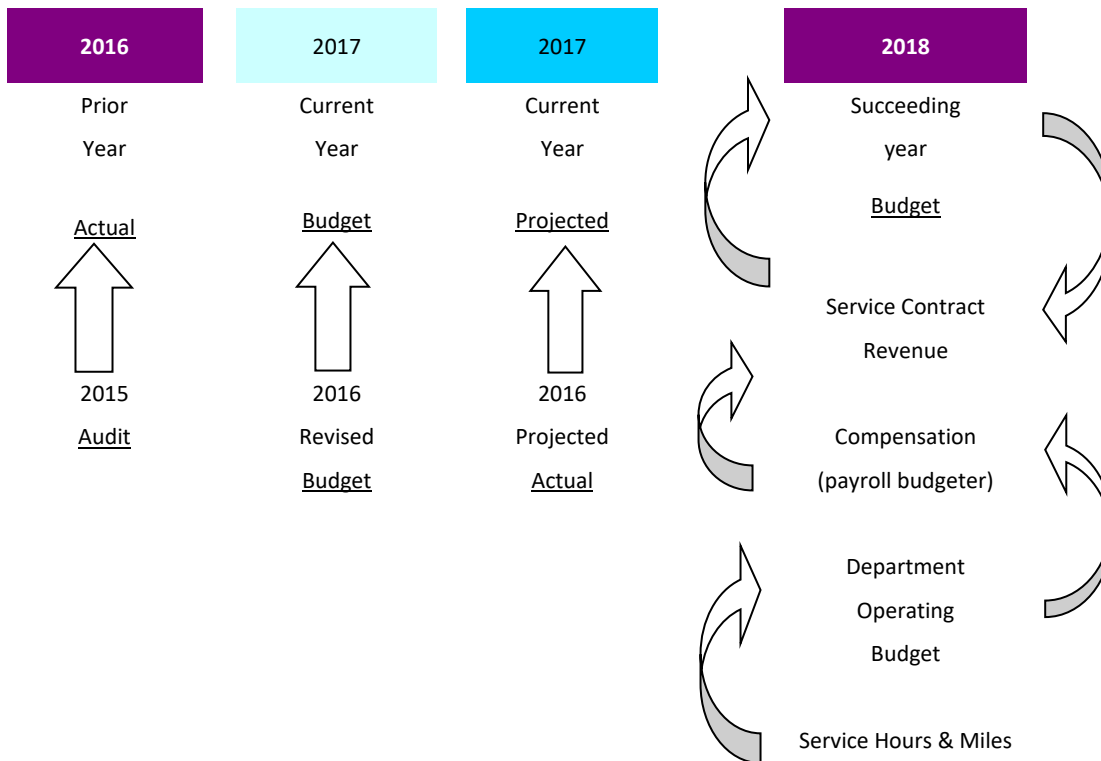 2016
Prior
Year
Actual
2015
Audit
2017
Current
Year
Budget
2016
Revised
Budget
2017
Current
Year
Projected
2016
Projected
Actual
2018
Succeeding
year
Budget
Service Contract
Revenue
Compensation
(payroll budgeter)
Department
Operating
Budget
Service Hours & Miles